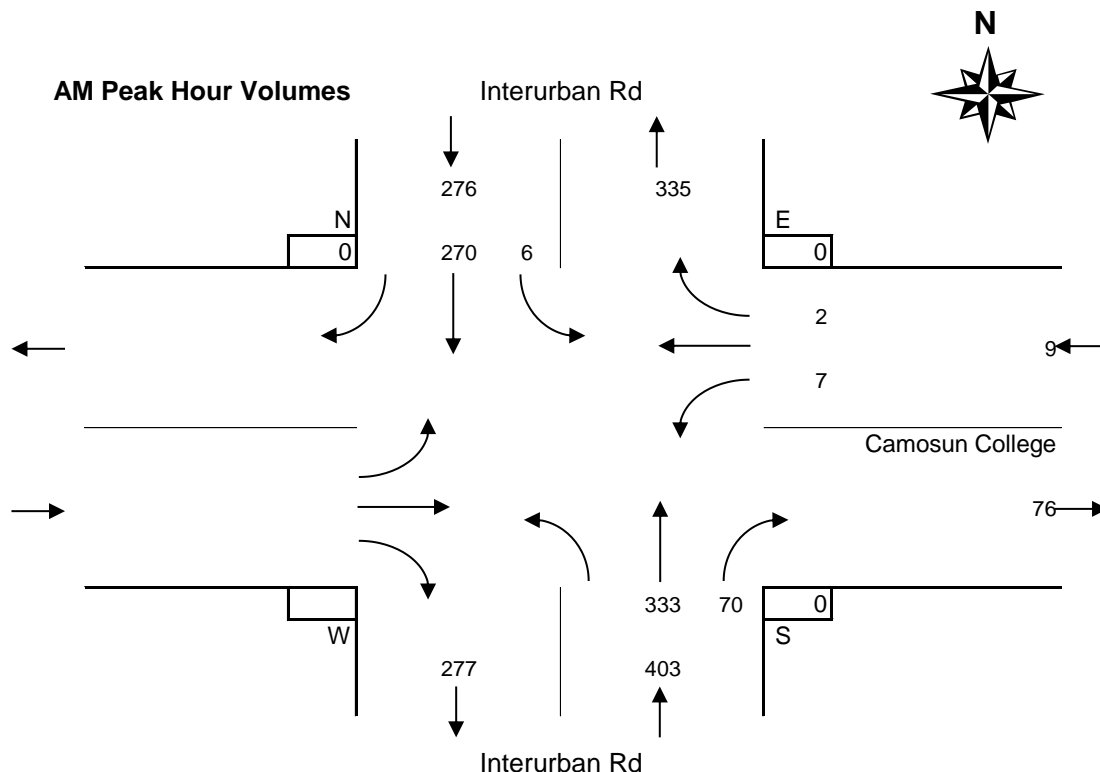 N
AM Peak Hour Volumes Interurban Rd
276 335
N E
0 270 6 0
2
9
7
Camosun College
76
333 70 0
W S
277 403
Interurban Rd